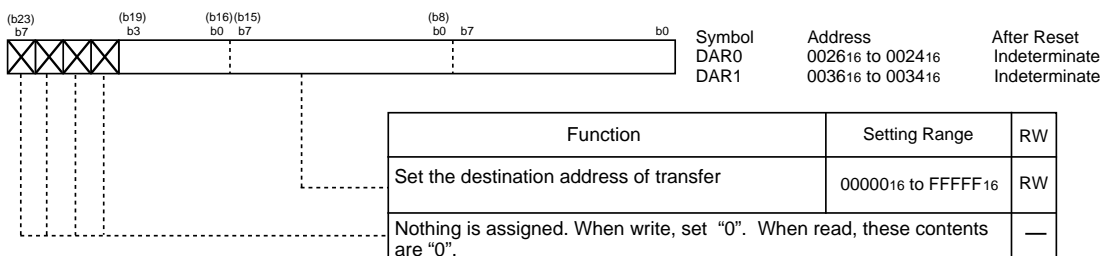 (b23) (b19) (b16)(b15) (b8)
b7 b3 b0 b7 b0 b7 b0
Symbol Address After Reset
DAR0 002616 to 002416 Indeterminate
DAR1 003616 to 003416 Indeterminate
Function Setting Range RW
Set the destination address of transfer 0000016 to FFFFF16 RW
Nothing is assigned. When write, set “0”. When read, these contents —
are “0”.